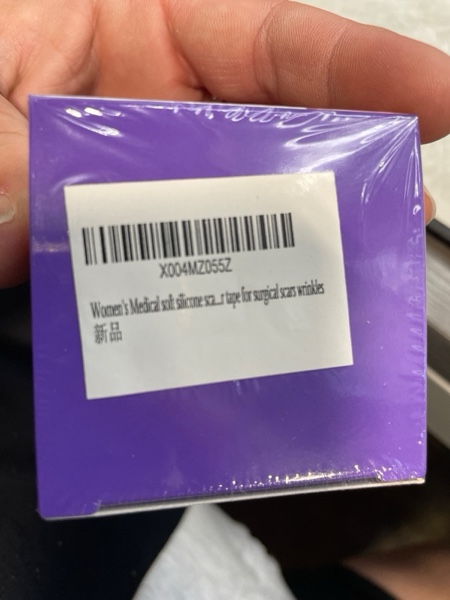 X004MZ055Z
Women's Medical soft silicone sca...r tape for surgical scars wrinkles
新品